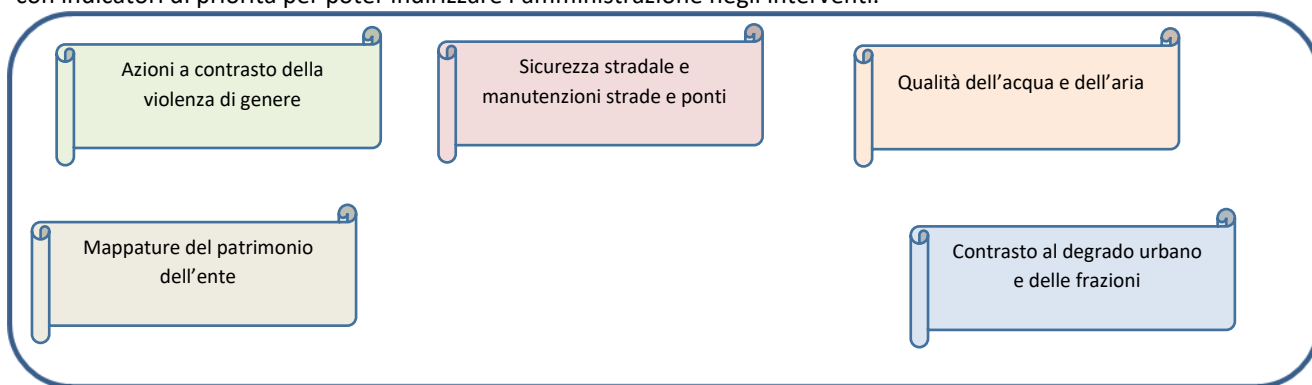 con indicatori di priorità per poter indirizzare l'amministrazione negli interventi.
Azioni a contrasto della
violenza di genere
Sicurezza stradale e
manutenzioni strade e ponti
Qualità dell'acqua e dell'aria
Mappature del patrimonio
dell'ente
Contrasto al degrado urbano
e delle frazioni